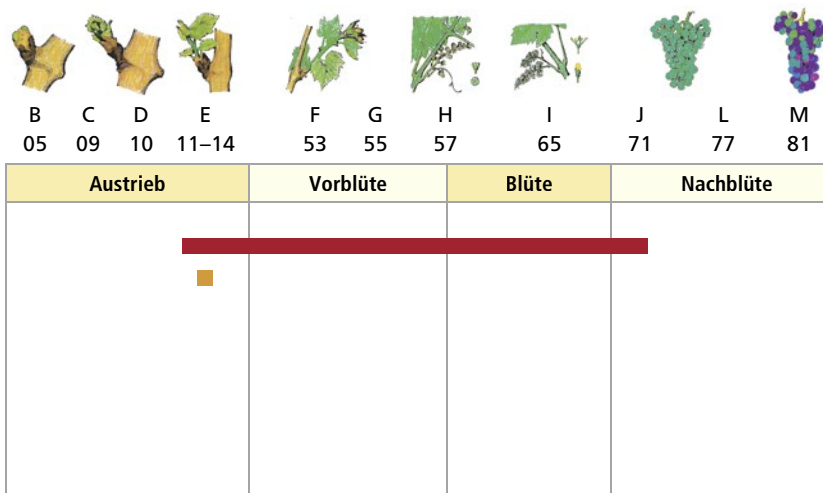 B C D E F G H I J L M
05 09 10 11–14 53 55 57 65 71 77 81
Austrieb Vorblüte Blüte Nachblüte